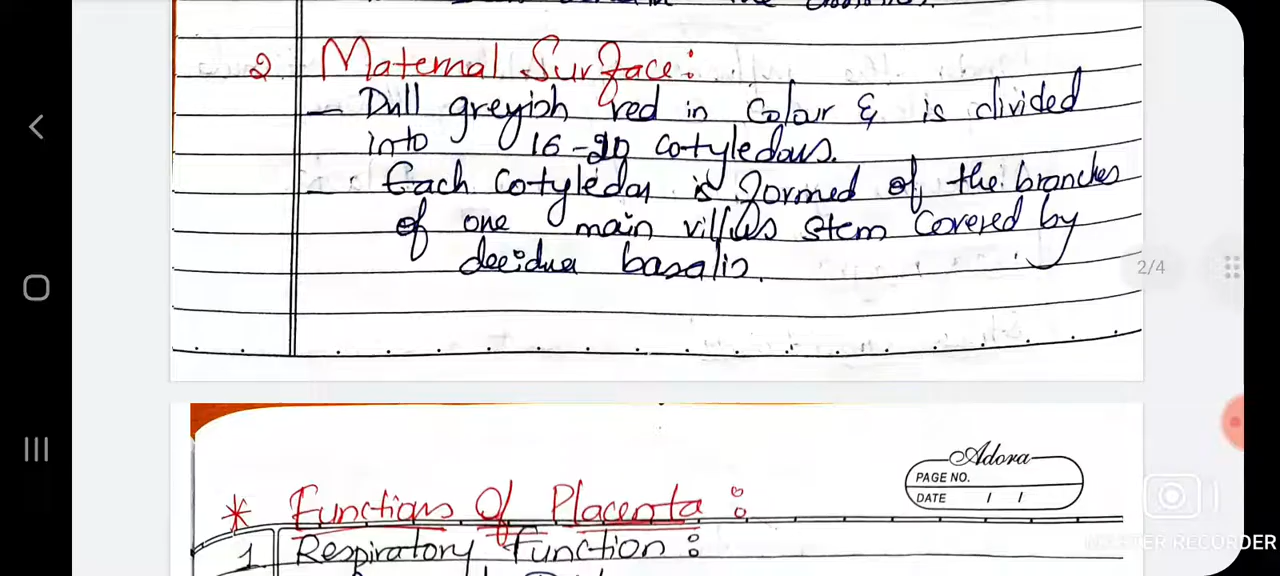 2. Maternal Surface:
- Dull greyish red in Colour & is divided
into 16-20 cotyledons.
Each cotyledon is formed of the branches
of one main villus stem covered by
decidua basalis.
2/4
Adora
PAGE NO.
DATE / /
* Functions Of Placenta :
1 Respiratory Function :